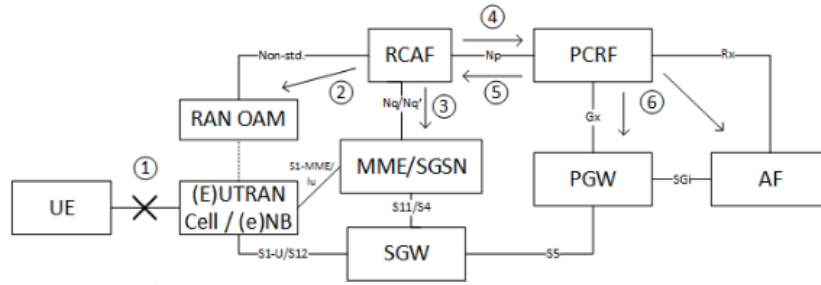 ④
Non-std.
RCAF
Np
PCRF
Rx
②
Nq/Nq'
③
⑤
⑥
RAN OAM
Gx
①
S1-MME/
Iu
MME/SGSN
UE
(E)UTRAN
Cell / (e)NB
PGW
SGi
AF
S11/S4
S1-U/S12
SGW
S5